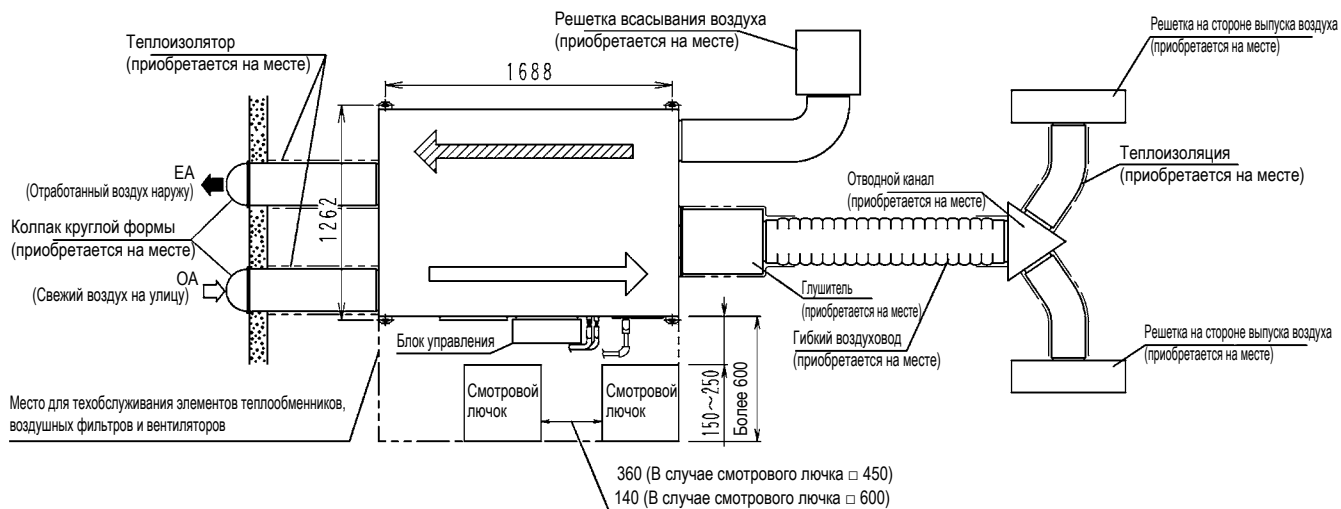 Теплоизолятор
(приобретается на месте)
Решетка всасывания воздуха
(приобретается на месте)
Решетка на стороне выпуска воздуха
(приобретается на месте)
1688
EA
(Отработанный воздух наружу)
Колпак круглой формы
(приобретается на месте)
OA
(Свежий воздух на улицу)
1262
Отводной канал
(приобретается на месте)
Теплоизоляция
(приобретается на месте)
Глушитель
(приобретается на месте)
Гибкий воздуховод
(приобретается на месте)
Решетка на стороне выпуска воздуха
(приобретается на месте)
Блок управления
Место для техобслуживания элементов теплообменников,
воздушных фильтров и вентиляторов
Смотровой
лючок
Смотровой
лючок
150~250
Более 600
360 (В случае смотрового лючка □ 450)
140 (В случае смотрового лючка □ 600)